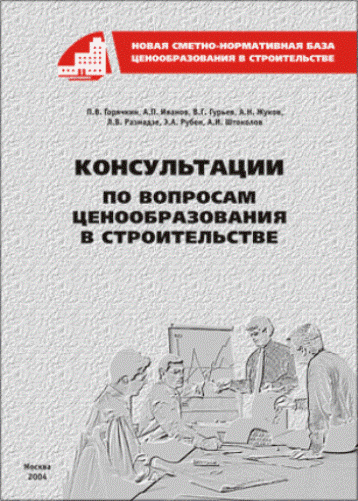 НОВАЯ СМЕТНО-НОРМАТИВНАЯ БАЗА
ЦЕНООБРАЗОВАНИЯ В СТРОИТЕЛЬСТВЕ
П.В. Горячкин, А.П. Иванов, В.Г. Гурьев, А.Н. Жуков,
Л.В. Размадзе, Э.А. Рубен, А.И. Штоколов
КОНСУЛЬТАЦИИ
ПО ВОПРОСАМ
ЦЕНООБРАЗОВАНИЯ
В СТРОИТЕЛЬСТВЕ
Москва
2004